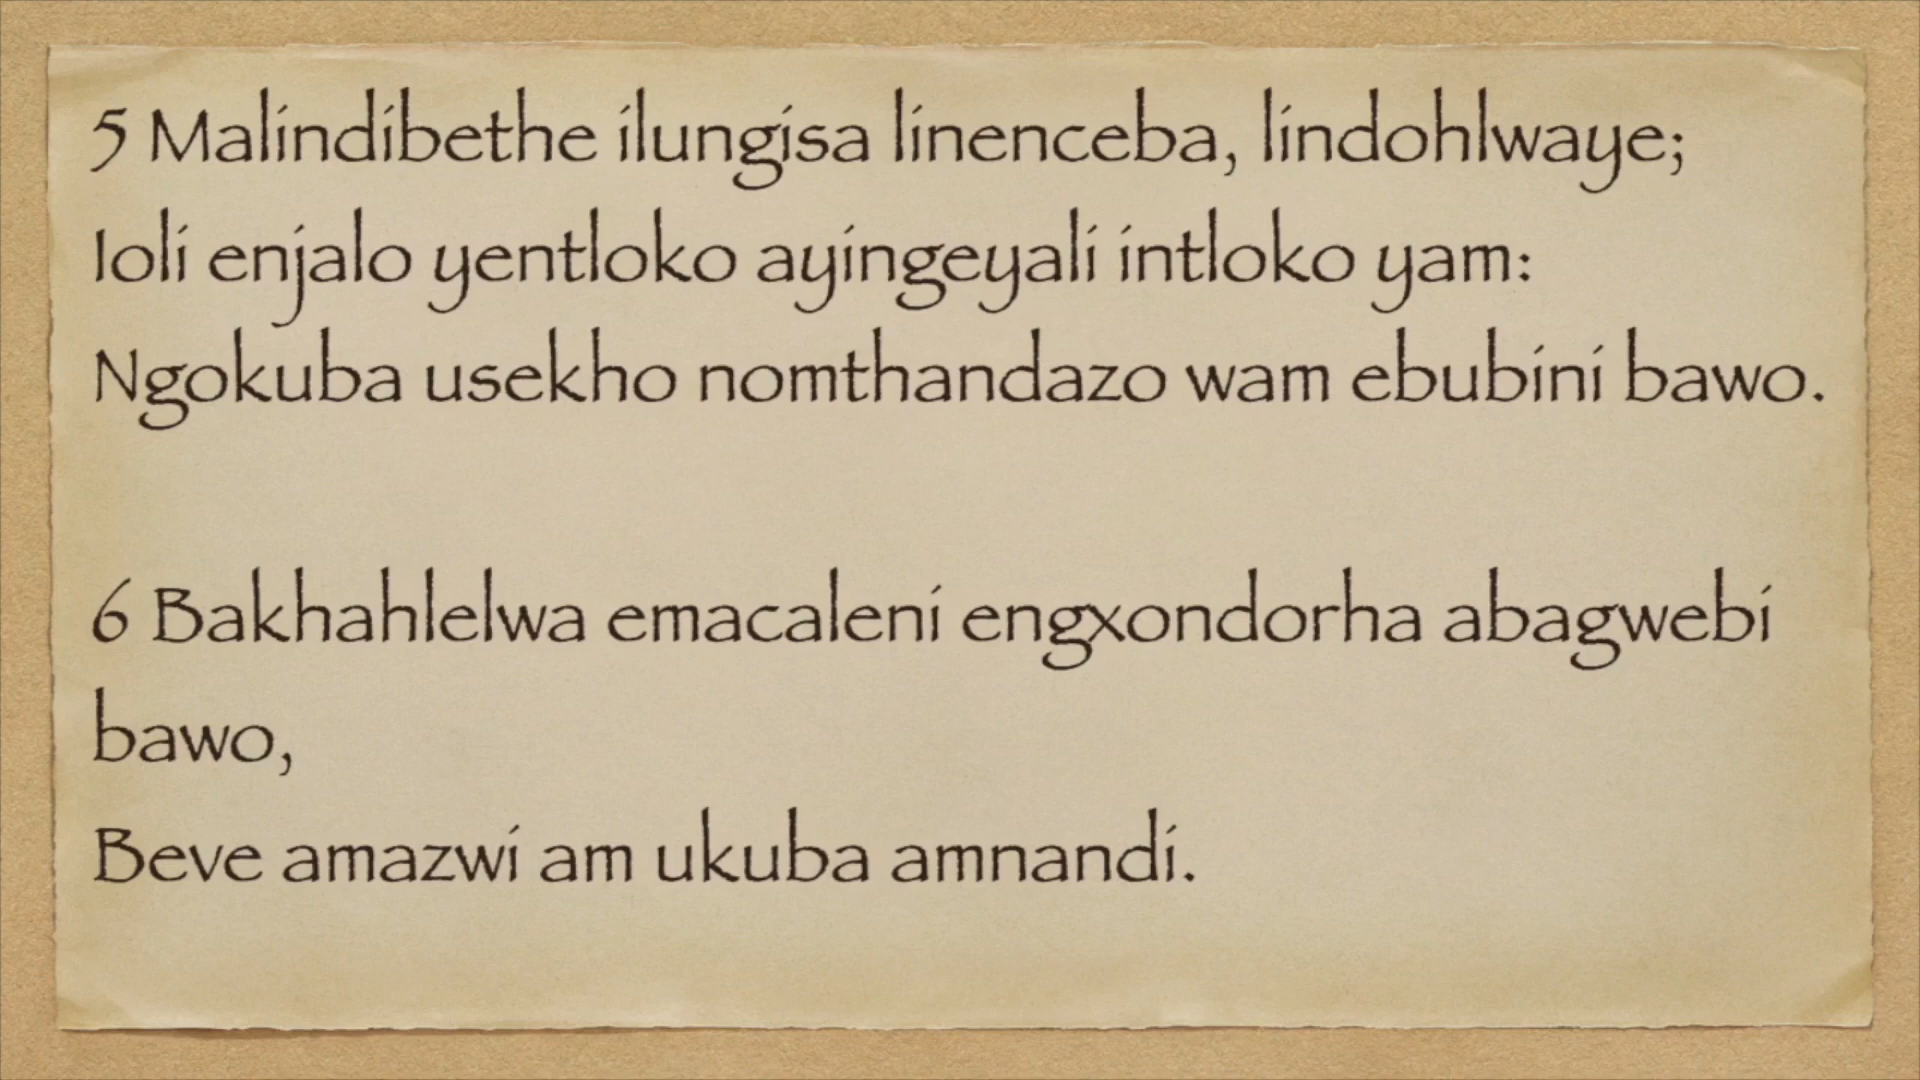 5 Malindibethe ilungisa linenceba, lindohlwaye;
Ioli enjalo yentloko ayingeyali intloko yam:
Ngokuba usekho nomthandazo wam ebubini bawo.
6 Bakhahlelwa emacaleni engxondorha abagwebi
bawo,
Beve amazwi am ukuba amnandi.